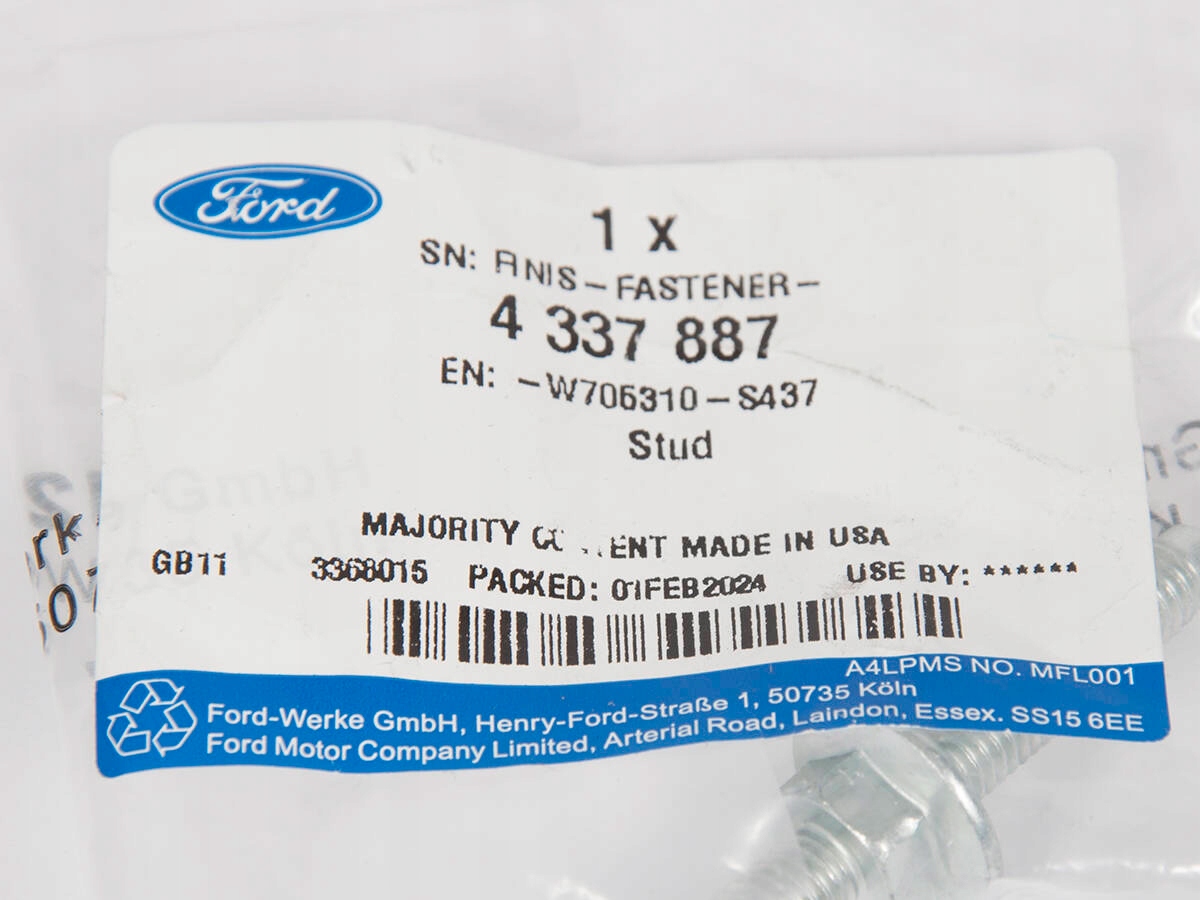 Ford
1 x
SN: FINIS-FASTENER-
4 337 887
EN: -W706310-S437
Stud
MAJORITY MADE IN USA
GB11 3368015 PACKED: 01FEB2024 USE BY: ******
A4LPMS NO. MFL001
Ford-Werke GmbH, Henry-Ford-Straße 1, 50735 Köln
Ford Motor Company Limited, Arterial Road, Laindon, Essex. SS15 6EE
GmbH